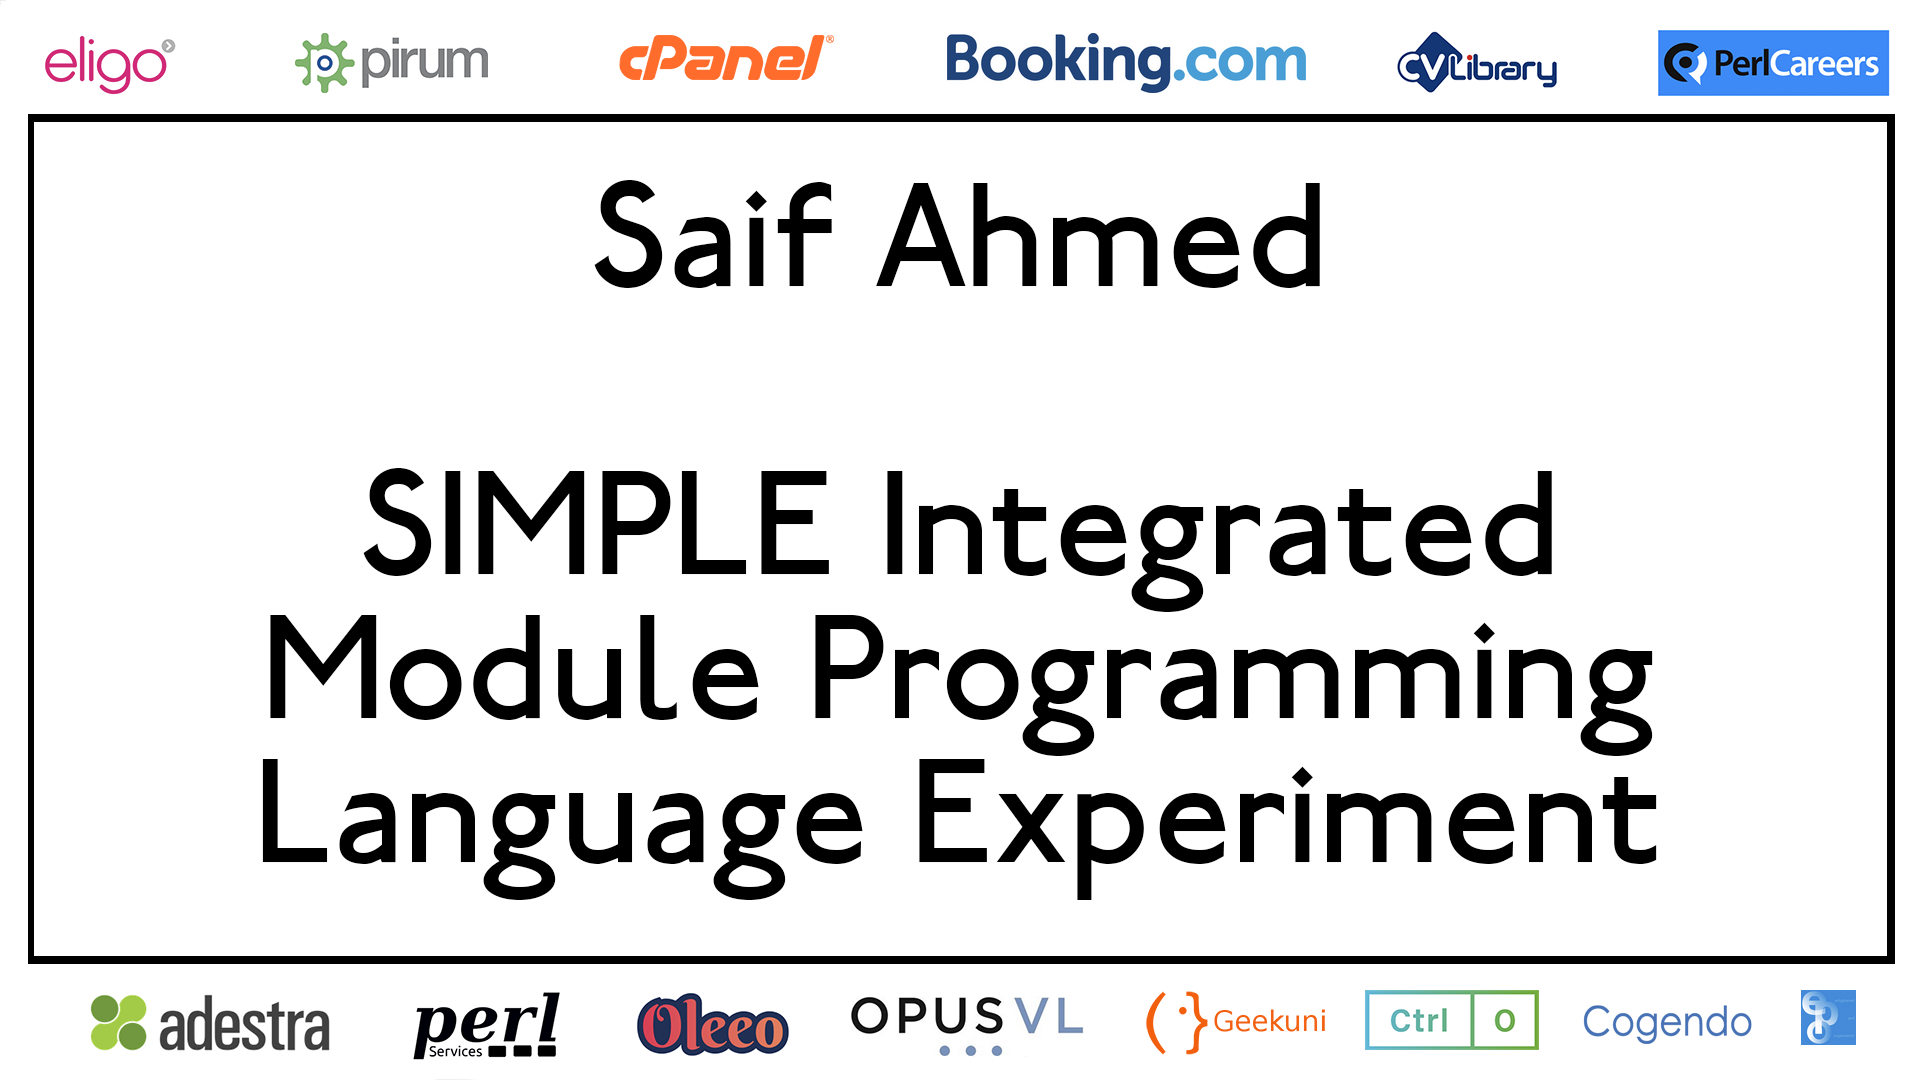 eligo
pirum
cPanel®
Booking.com
CVLibrary
PerlCareers
Saif Ahmed
SIMPLE Integrated
Module Programming
Language Experiment
adestra
perl
Services
Oleeo
OPUS VL
Geekuni
Ctrl O
Cogendo
epo